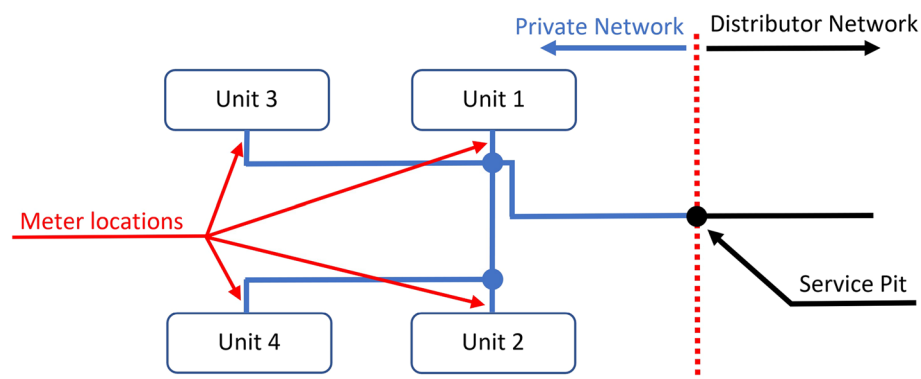 Private Network
Distributor Network
Unit 3
Unit 1
Meter locations
Service Pit
Unit 4
Unit 2